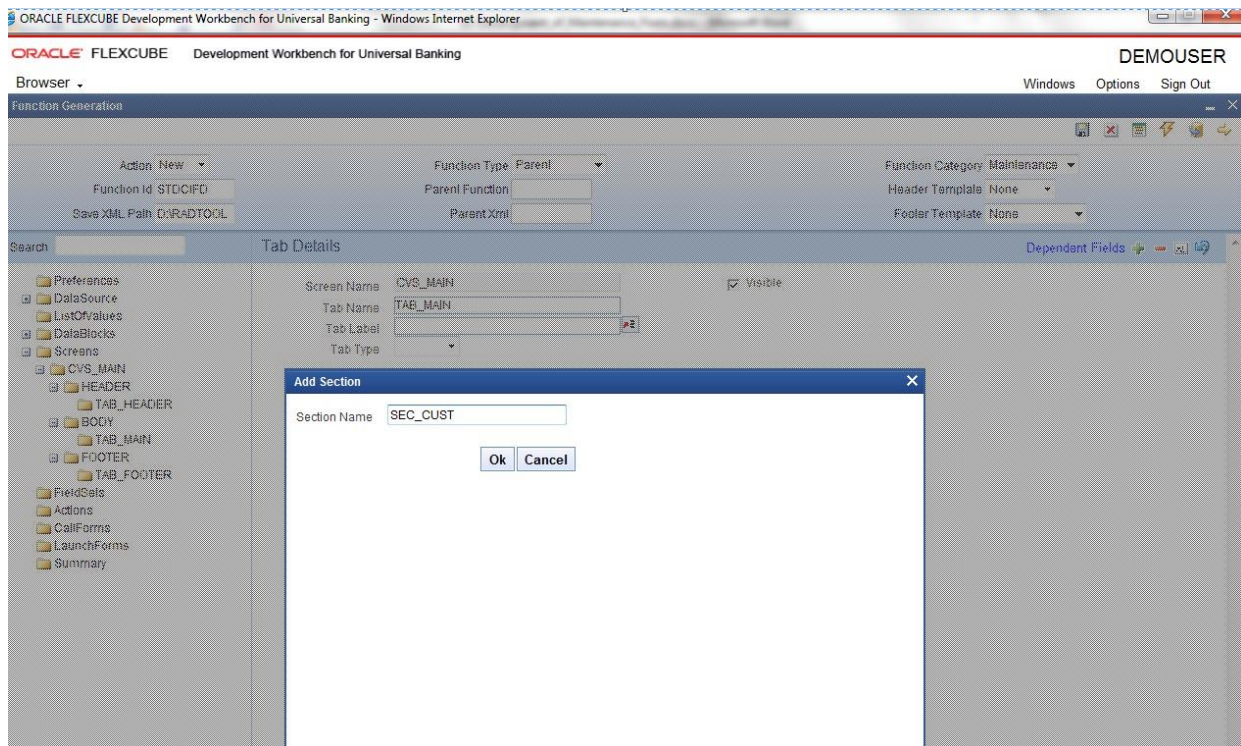 ORACLE FLEXCUBE Development Workbench for Universal Banking - Windows Internet Explorer
ORACLE FLEXCUBE Development Workbench for Universal Banking DEMOUSER
Browser Windows Options Sign Out
Function Generation
Action New Function Type Parent Function Category Maintenance
Function Id STDCIFD Parent Function Header Template None
Save XML Path D:\RADTOOL Parent Xml Footer Template None
Search Tab Details Dependent Fields
Preferences
DataSource
ListOfValues
DataBlocks
Screens
CVS_MAIN
HEADER
TAB_HEADER
BODY
TAB_MAIN
FOOTER
TAB_FOOTER
FieldSets
Actions
CallForms
LaunchForms
Summary
Screen Name CVS_MAIN Visible
Tab Name TAB_MAIN
Tab Label
Tab Type
Add Section
Section Name SEC_CUST
Ok Cancel